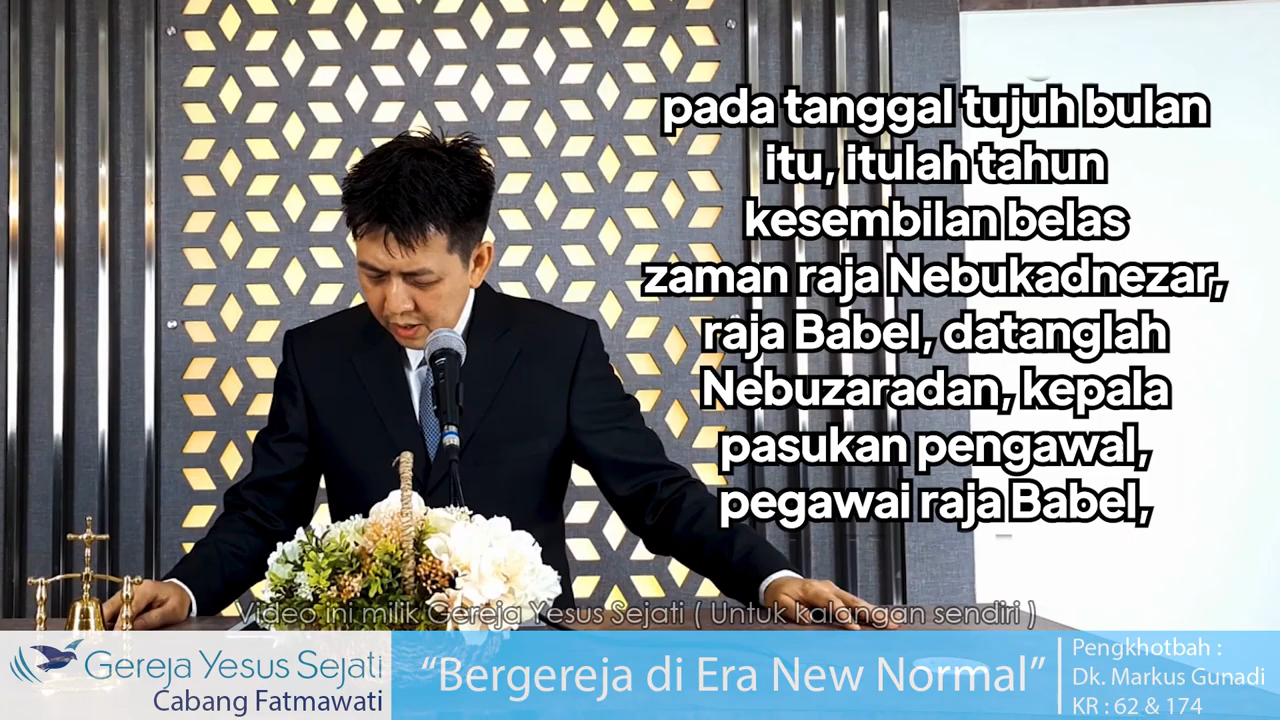 pada tanggal tujuh bulan
itu, itulah tahun
kesembilan belas
zaman raja Nebukadnezar,
raja Babel, datanglah
Nebuzaradan, kepala
pasukan pengawal,
pegawai raja Babel,
Video ini milik Gereja Yesus Sejati ( Untuk kalangan sendiri )
Gereja Yesus Sejati
Cabang Fatmawati
“Bergereja di Era New Normal”
Pengkhotbah :
Dk. Markus Gunadi
KR : 62 & 174